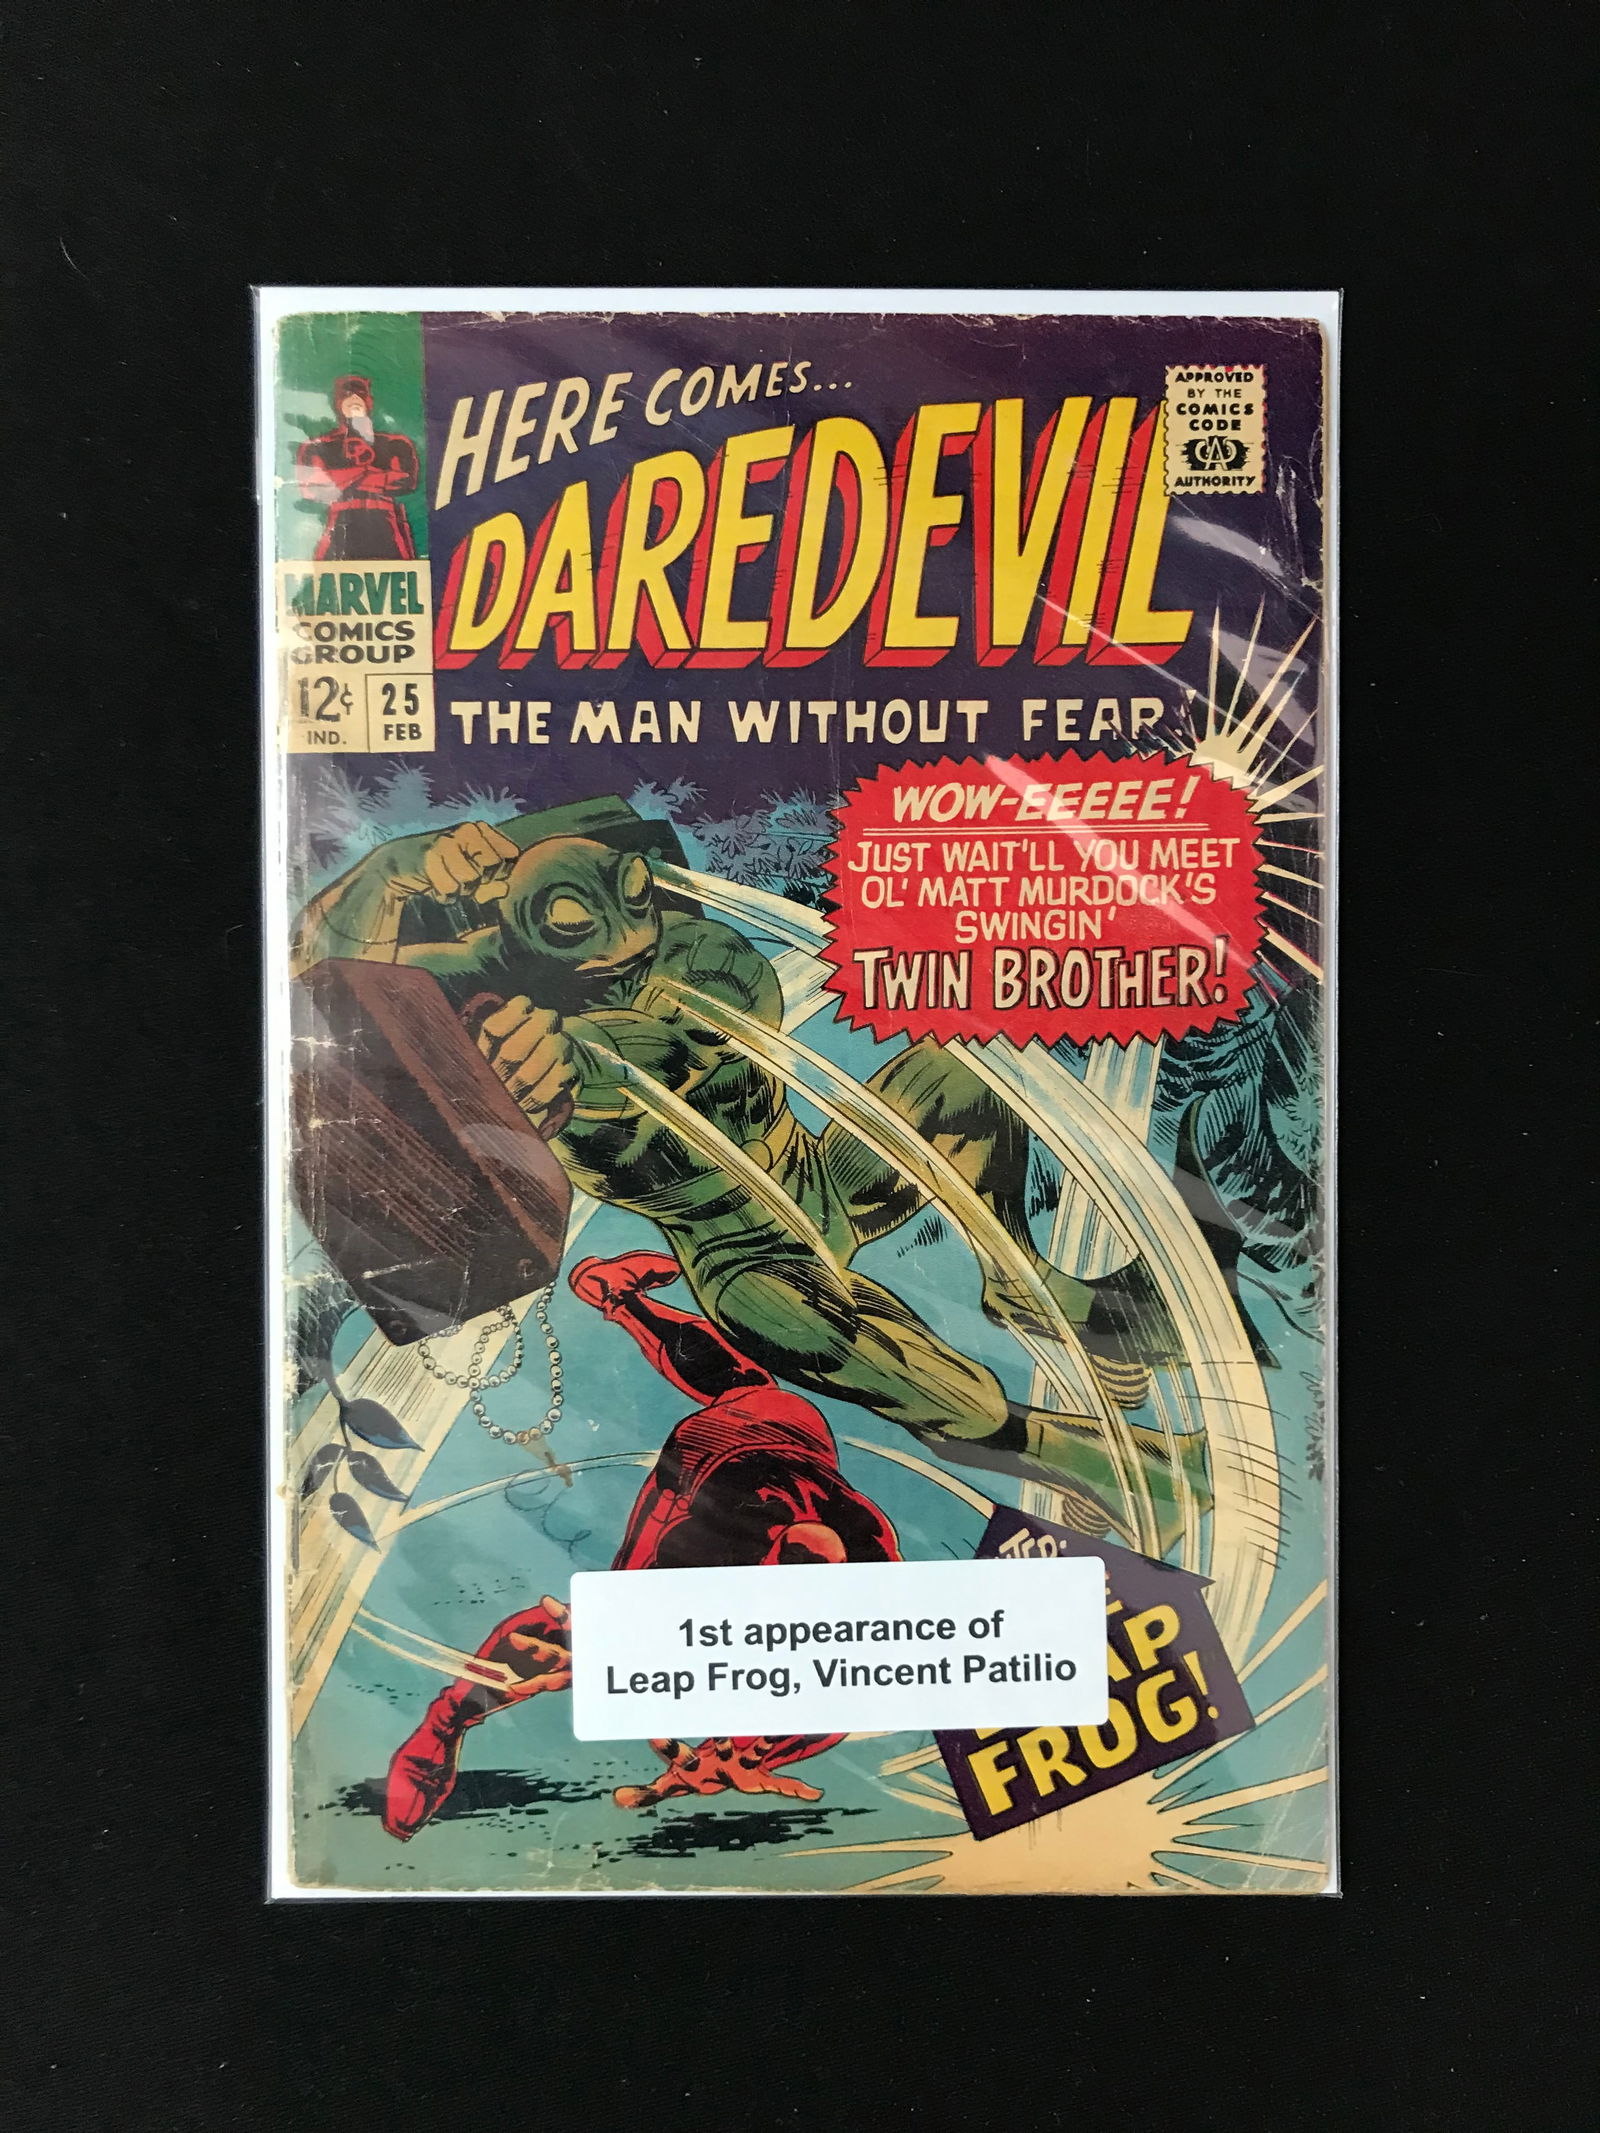 HERE COMES...
DAREDEVIL
THE MAN WITHOUT FEAR!
APPROVED
BY THE
COMICS
CODE
CA
AUTHORITY
MARVEL
COMICS
GROUP
12¢
IND.
25
FEB
WOW-EEEEE!
JUST WAIT'LL YOU MEET
OL' MATT MURDOCK'S
SWINGIN'
TWIN BROTHER!
FROG!
1st appearance of
Leap Frog, Vincent Patilio